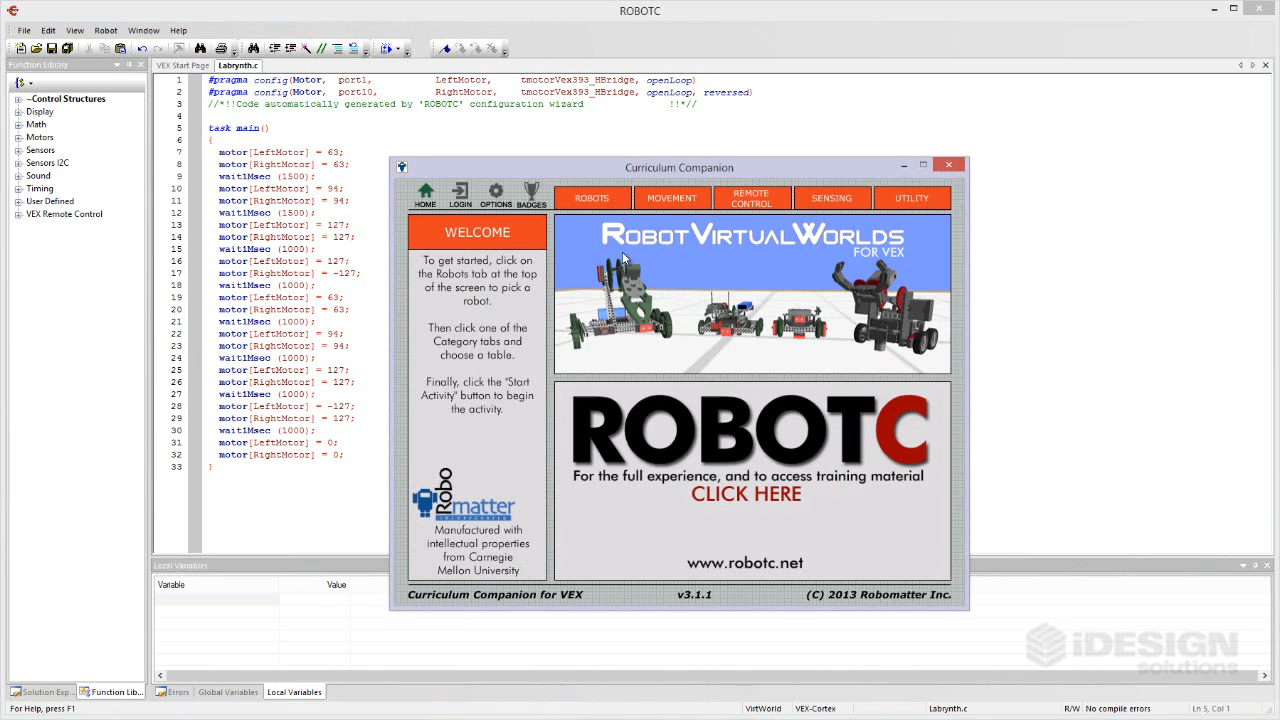 ROBOTC
File Edit View Robot Window Help
Function Library
VEX Start Page Labrynth.c
-Control Structures
Display
Math
Motors
Sensors
Sensors I2C
Sound
Timing
User Defined
VEX Remote Control
1 #pragma config(Motor, port1, LeftMotor, tmotorVex393_HBridge, openLoop)
2 #pragma config(Motor, port10, RightMotor, tmotorVex393_HBridge, openLoop, reversed)
3 //*!!Code automatically generated by 'ROBOTC' configuration wizard !!*//
4
5 task main()
6 {
7 motor[LeftMotor] = 63;
8 motor[RightMotor] = 63;
9 wait1Msec (1500);
10 motor[LeftMotor] = 94;
11 motor[RightMotor] = 94;
12 wait1Msec (1500);
13 motor[LeftMotor] = 127;
14 motor[RightMotor] = 127;
15 wait1Msec (1000);
16 motor[LeftMotor] = 127;
17 motor[RightMotor] = -127;
18 wait1Msec (1000);
19 motor[LeftMotor] = 63;
20 motor[RightMotor] = 63;
21 wait1Msec (1000);
22 motor[LeftMotor] = 94;
23 motor[RightMotor] = 94;
24 wait1Msec (1000);
25 motor[LeftMotor] = 127;
26 motor[RightMotor] = 127;
27 wait1Msec (1000);
28 motor[LeftMotor] = -127;
29 motor[RightMotor] = 127;
30 wait1Msec (1000);
31 motor[LeftMotor] = 0;
32 motor[RightMotor] = 0;
33 }
Curriculum Companion
HOME LOGIN OPTIONS BADGES
ROBOTS MOVEMENT REMOTE CONTROL SENSING UTILITY
WELCOME
To get started, click on
the Robots tab at the top
of the screen to pick a
robot.
Then click one of the
Category tabs and
choose a table.
Finally, click the "Start
Activity" button to begin
the activity.
Robo
matter
INCORPORATED
Manufactured with
intellectual properties
from Carnegie
Mellon University
ROBOTVIRTUALWORLDS
FOR VEX
ROBOTC
For the full experience, and to access training material
CLICK HERE
www.robotc.net
Curriculum Companion for VEX v3.1.1 (C) 2013 Robomatter Inc.
Local Variables
Variable Value
iDESIGN
solutions
Solution Exp... Function Lib... Errors Global Variables Local Variables
For Help, press F1 VirtWorld VEX-Cortex Labrynth.c R/W No compile errors Ln 5, Col 1